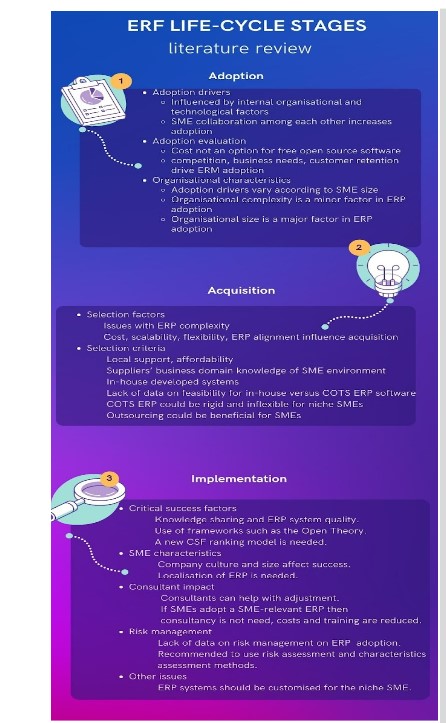 ERF LIFE-CYCLE STAGES
literature review
Adoption
1
• Adoption drivers
o Influenced by internal organisational and
technological factors
o SME collaboration among each other increases
adoption
• Adoption evaluation
o Cost not an option for free open source software
o competition, business needs, customer retention
drive ERM adoption
• Organisational characteristics
o Adoption drivers vary according to SME size
o Organisational complexity is a minor factor in ERP
adoption
o Organisational size is a major factor in ERP
adoption
2
Acquisition
• Selection factors
Issues with ERP complexity
Cost, scalability, flexibility, ERP alignment influence acquisition
• Selection criteria
Local support, affordability
Suppliers' business domain knowledge of SME environment
In-house developed systems
Lack of data on feasibility for in-house versus COTS ERP software
COTS ERP could be rigid and inflexible for niche SMEs
Outsourcing could be beneficial for SMEs
3
Implementation
• Critical success factors
Knowledge sharing and ERP system quality.
Use of frameworks such as the Open Theory.
A new CSF ranking model is needed.
• SME characteristics
Company culture and size affect success.
Localisation of ERP is needed.
• Consultant impact
Consultants can help with adjustment.
If SMEs adopt a SME-relevant ERP then
consultancy is not need, costs and training are reduced.
• Risk management
Lack of data on risk management on ERP adoption.
Recommended to use risk assessment and characteristics
assessment methods.
• Other issues
ERP systems should be customised for the niche SME.